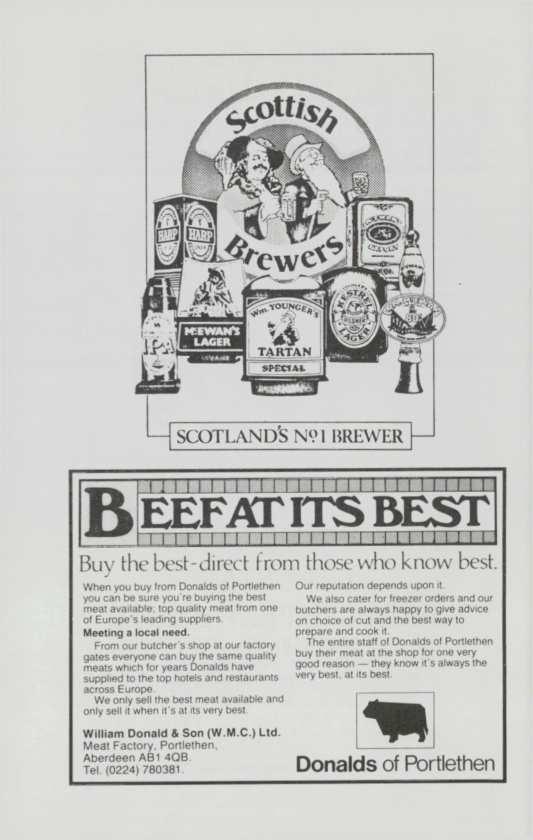 Scottish
Brewers
HARP
HARP
McEWAN'S
LAGER
Wm. YOUNGER'S
TARTAN
SPECIAL
KESTREL
PILSNER
LAGER
SCOTLAND'S Nº1 BREWER
BEEF AT ITS BEST
Buy the best-direct from those who know best.
When you buy from Donalds of Portlethen
you can be sure you're buying the best
meat available; top quality meat from one
of Europe's leading suppliers.
Meeting a local need.
From our butcher's shop at our factory
gates everyone can buy the same quality
meats which for years Donalds have
supplied to the top hotels and restaurants
across Europe.
We only sell the best meat available and
only sell it when it's at its very best.
William Donald & Son (W.M.C.) Ltd.
Meat Factory, Portlethen,
Aberdeen AB1 4QB.
Tel. (0224) 780381.
Our reputation depends upon it.
We also cater for freezer orders and our
butchers are always happy to give advice
on choice of cut and the best way to
prepare and cook it.
The entire staff of Donalds of Portlethen
buy their meat at the shop for one very
good reason — they know it's always the
very best, at its best.
Donalds of Portlethen